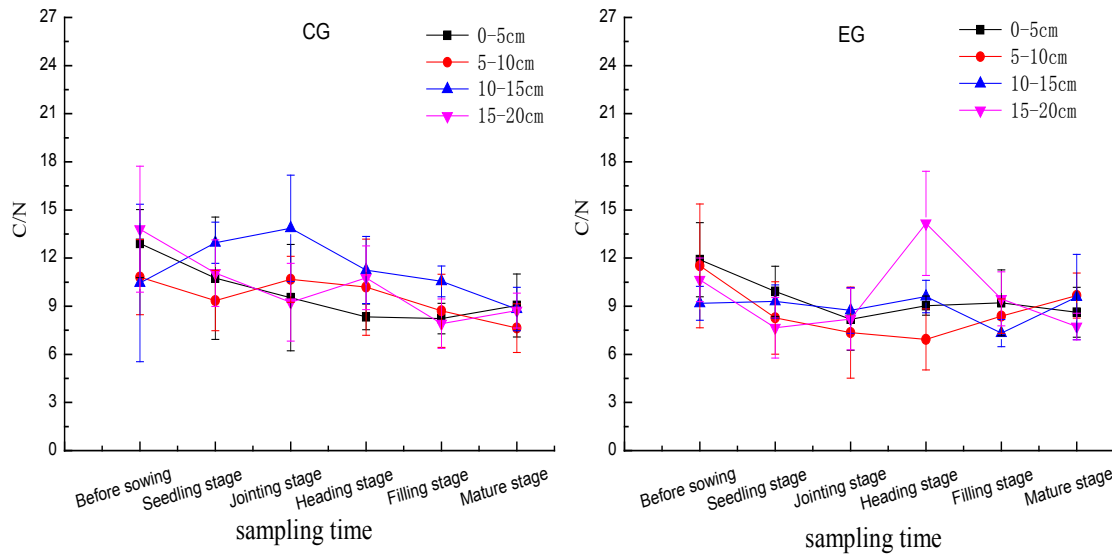 CG
0-5cm
5-10cm
10-15cm
15-20cm
27
24
21
18
15
12
9
6
3
0
C/N
Before sowing
Seedling stage
Jointing stage
Heading stage
Filling stage
Mature stage
sampling time
EG
0-5cm
5-10cm
10-15cm
15-20cm
27
24
21
18
15
12
9
6
3
0
C/N
Before sowing
Seedling stage
Jointing stage
Heading stage
Filling stage
Mature stage
sampling time